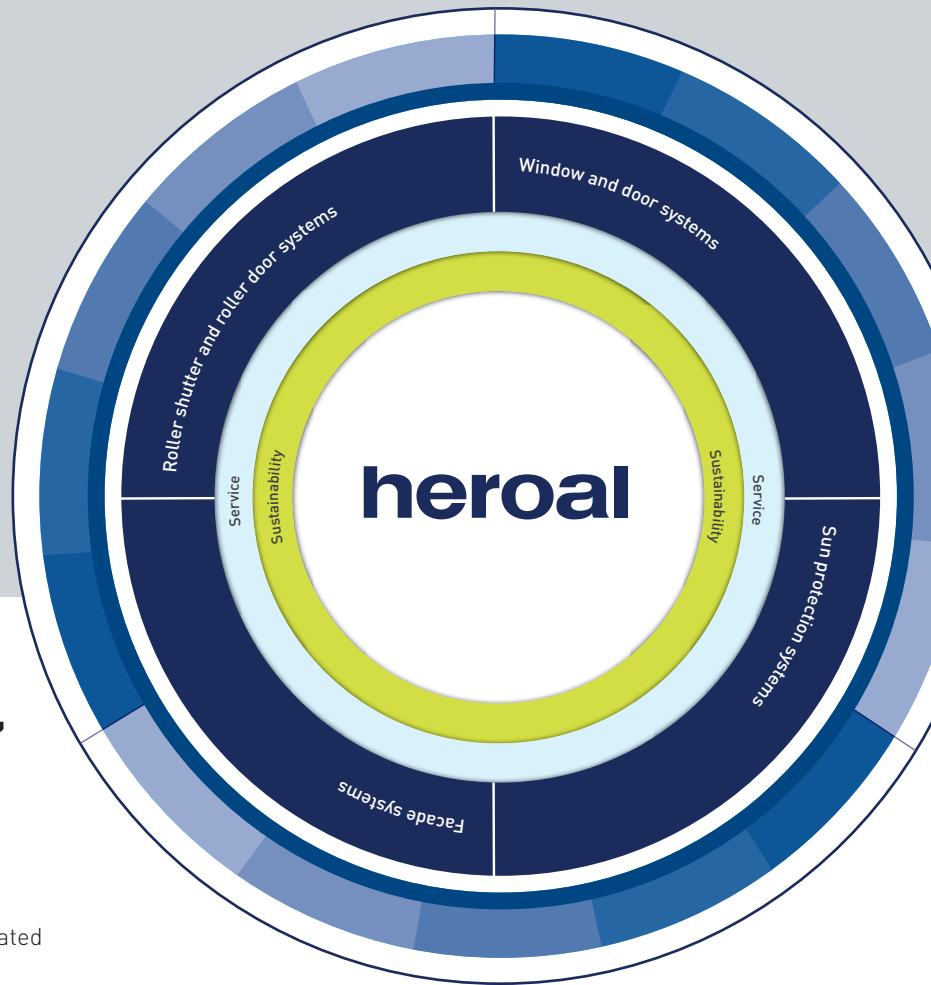 Window and door systems
Roller shutter and roller door systems
Service
Sustainability
heroal
Sustainability
Service
Sun protection systems
Facade systems